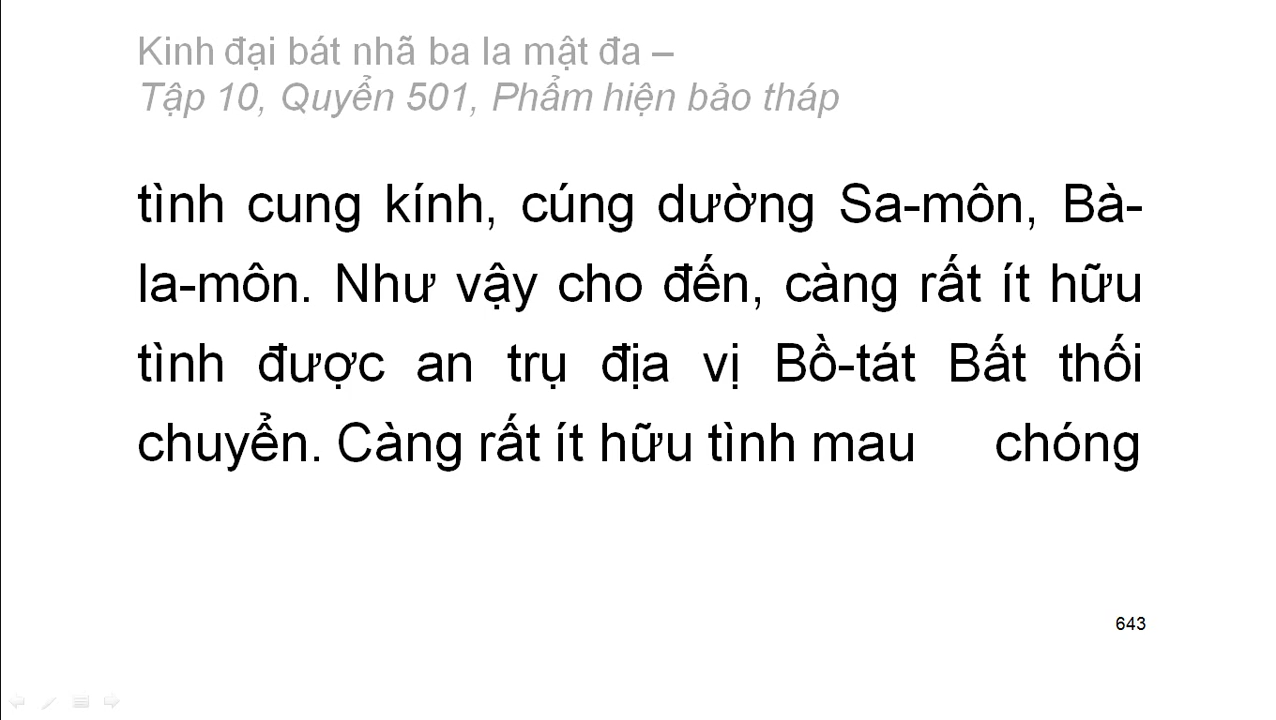 Kinh đại bát nhã ba la mật đa –
Tập 10, Quyển 501, Phẩm hiện bảo tháp
tình cung kính, cúng dường Sa-môn, Bà-
la-môn. Như vậy cho đến, càng rất ít hữu
tình được an trụ địa vị Bồ-tát Bất thối
chuyển. Càng rất ít hữu tình mau chóng
643